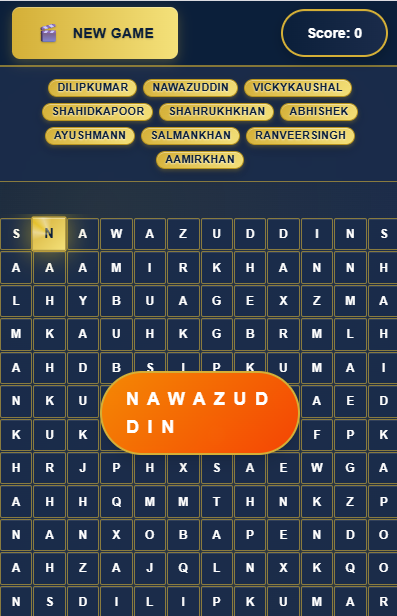 NEW GAME
Score: 0
DILIPKUMAR NAWAZUDDIN VICKYKAUSHAL
SHAHIDKAPOOR SHAHRUKHKHAN ABHISHEK
AYUSHMANN SALMANKHAN RANVEERSINGH
AAMIRKHAN
S N A W A Z U D D I N S
A A A M I R K H A N N H
L H Y B U A G E X Z M A
M K A U H K G B R M L H
A H D B S I P K U M A I
N K U A E D
K U K F P K
NAWAZUD
DIN
H R J P H X S A E W G A
A H H Q M M T H N K Z P
N A N X O B A P E N D O
A H Z A J Q L N X K Q O
N S D I L I P K U M A R